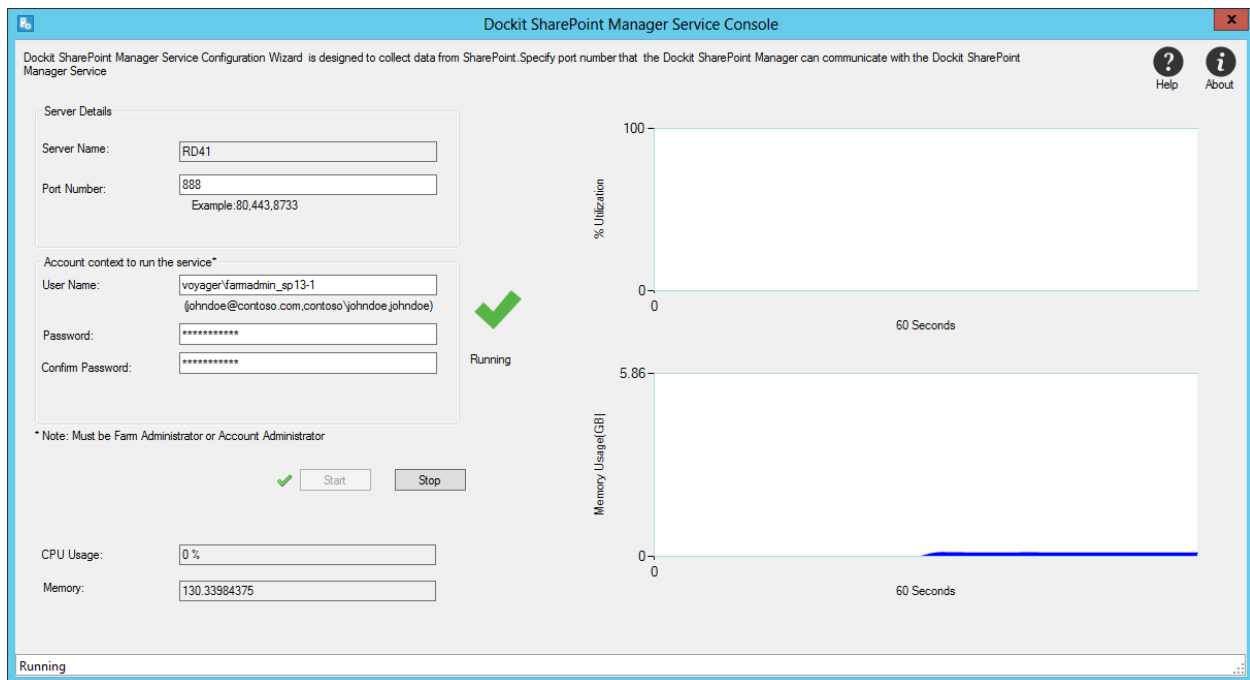 Dockit SharePoint Manager Service Console
x
Dockit SharePoint Manager Service Configuration Wizard  is designed to collect data from SharePoint.Specify port number that  the Dockit SharePoint Manager can communicate with the Dockit SharePoint
Manager Service
Help
About
Server Details
Server Name:
RD41
Port Number:
888
Example:80,443,8733
Account context to run the service*
User Name:
voyager\farmadmin_sp13-1
(johndoe@contoso.com,contoso\johndoe,johndoe)
Password:
***********
Confirm Password:
***********
* Note: Must be Farm Administrator or Account Administrator
Running
Start
Stop
CPU Usage:
0 %
Memory:
130.33984375
100
% Utilization
0
0
60 Seconds
5.86
Memory Usage(GB)
0
0
60 Seconds
Running